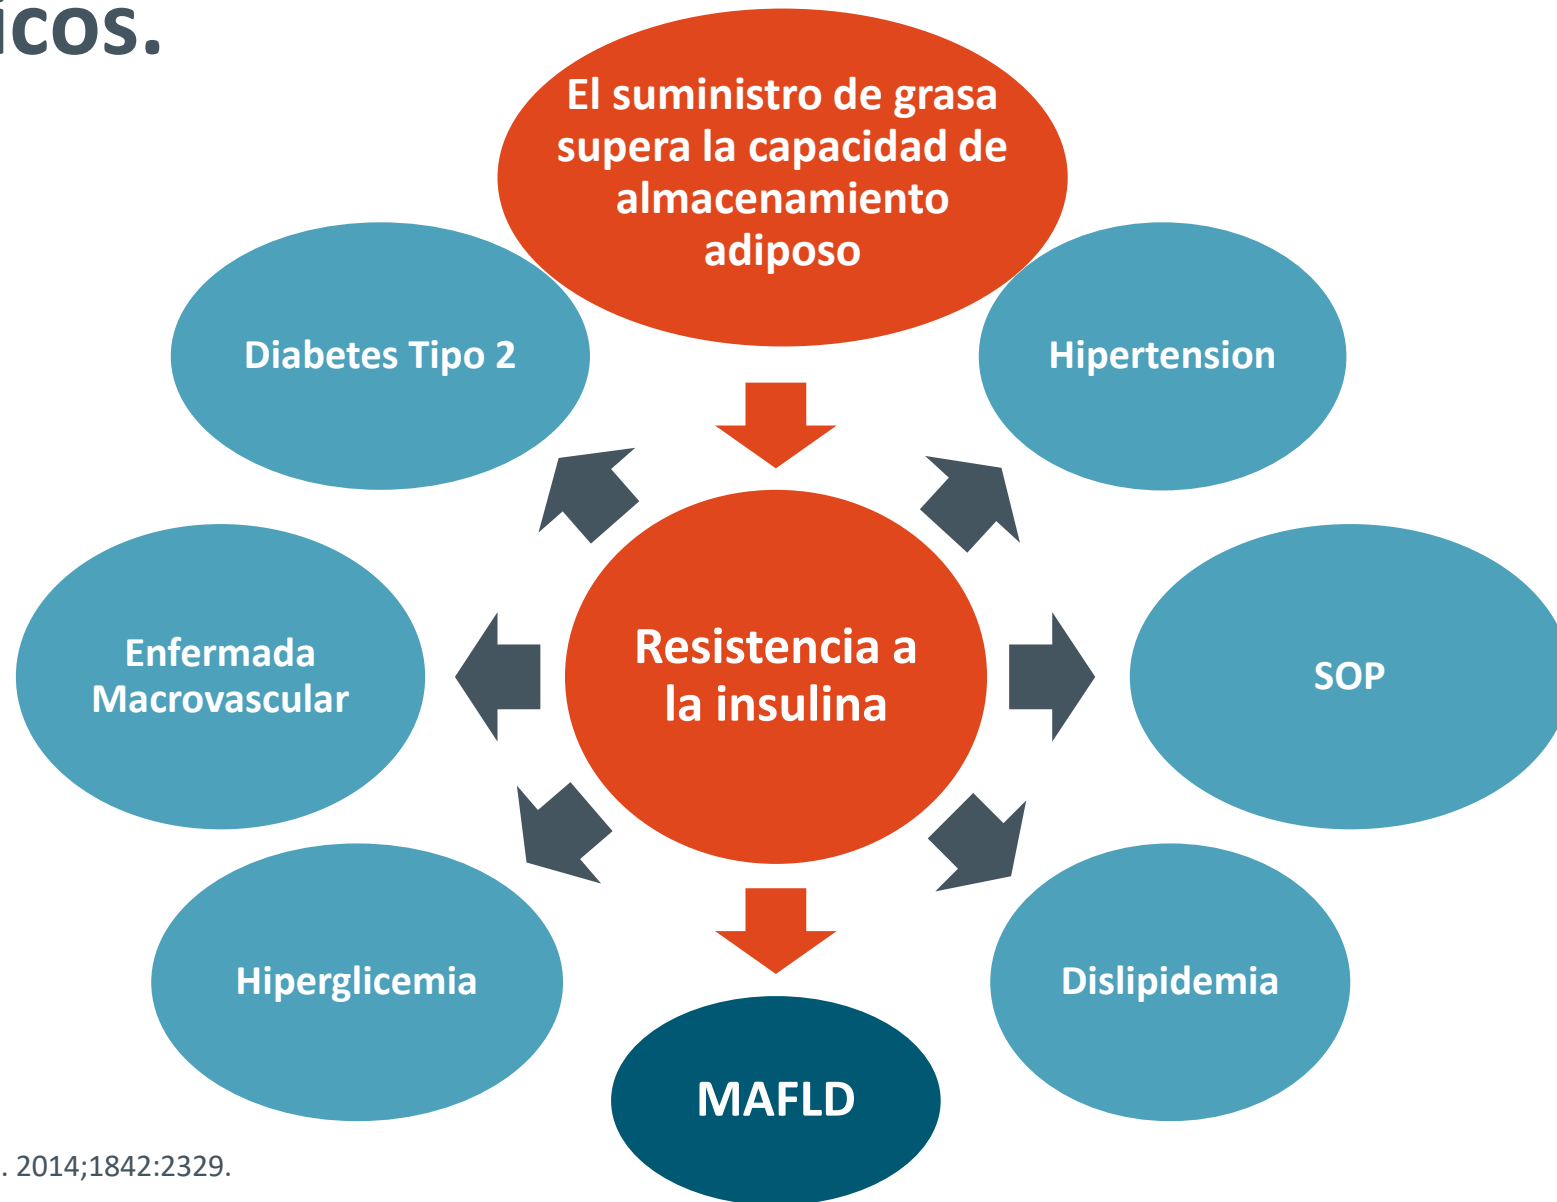 icos.
El suministro de grasa
supera la capacidad de
almacenamiento
adiposo
Diabetes Tipo 2
Hipertension
Enfermada
Macrovascular
Resistencia a
la insulina
SOP
Hiperglicemia
Dislipidemia
MAFLD
. 2014;1842:2329.